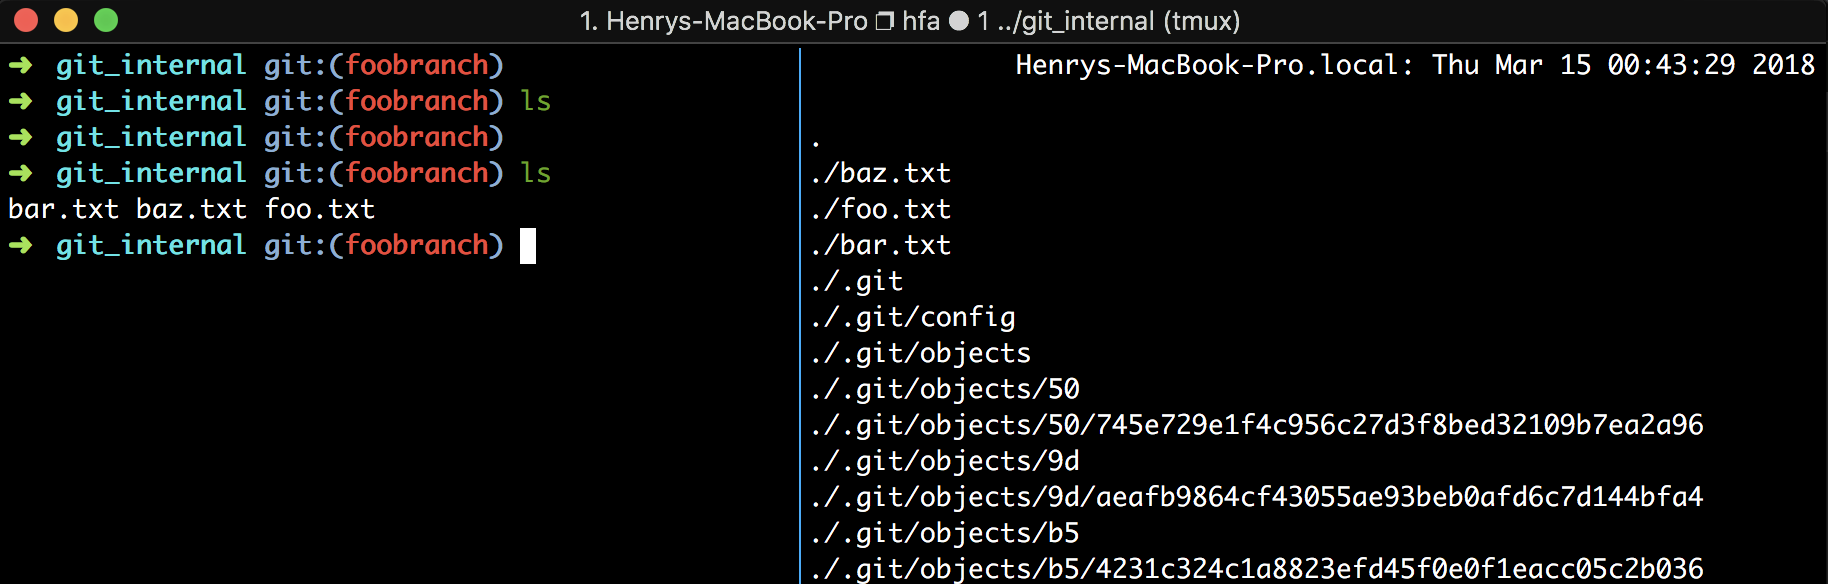 1. Henrys-MacBook-Pro ❐ hfa ● 1 ../git_internal (tmux)
➜ git_internal git:(foobranch)
➜ git_internal git:(foobranch) ls
➜ git_internal git:(foobranch)
➜ git_internal git:(foobranch) ls
bar.txt baz.txt foo.txt
➜ git_internal git:(foobranch)
Henrys-MacBook-Pro.local: Thu Mar 15 00:43:29 2018
.
./baz.txt
./foo.txt
./bar.txt
./.git
./.git/config
./.git/objects
./.git/objects/50
./.git/objects/50/745e729e1f4c956c27d3f8bed32109b7ea2a96
./.git/objects/9d
./.git/objects/9d/aeafb9864cf43055ae93beb0afd6c7d144bfa4
./.git/objects/b5
./.git/objects/b5/4231c324c1a8823efd45f0e0f1eacc05c2b036